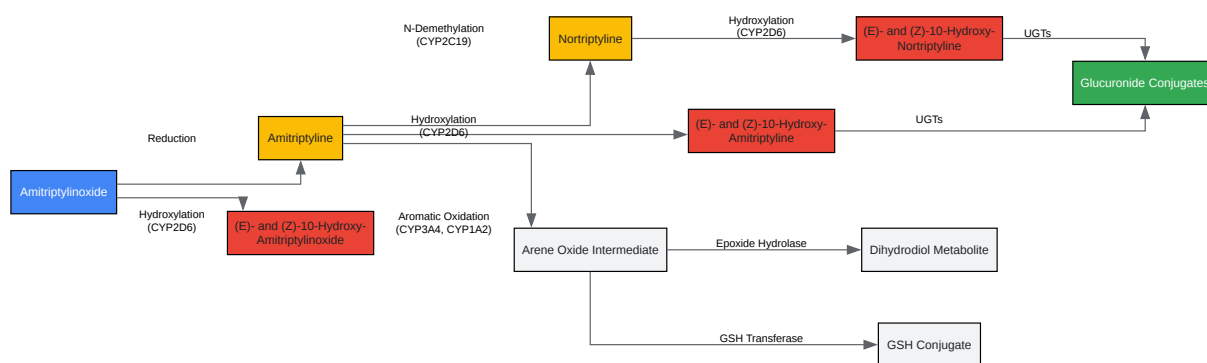 N-Demethylation
(CYP2C19)
Nortriptyline
Hydroxylation
(CYP2D6)
(E)- and (Z)-10-Hydroxy-
Nortriptyline
UGTs
Glucuronide Conjugates
Reduction
Amitriptyline
Hydroxylation
(CYP2D6)
(E)- and (Z)-10-Hydroxy-
Amitriptyline
UGTs
Amitriptylinoxide
Hydroxylation
(CYP2D6)
(E)- and (Z)-10-Hydroxy-
Amitriptylinoxide
Aromatic Oxidation
(CYP3A4, CYP1A2)
Arene Oxide Intermediate
Epoxide Hydrolase
Dihydrodiol Metabolite
GSH Transferase
GSH Conjugate